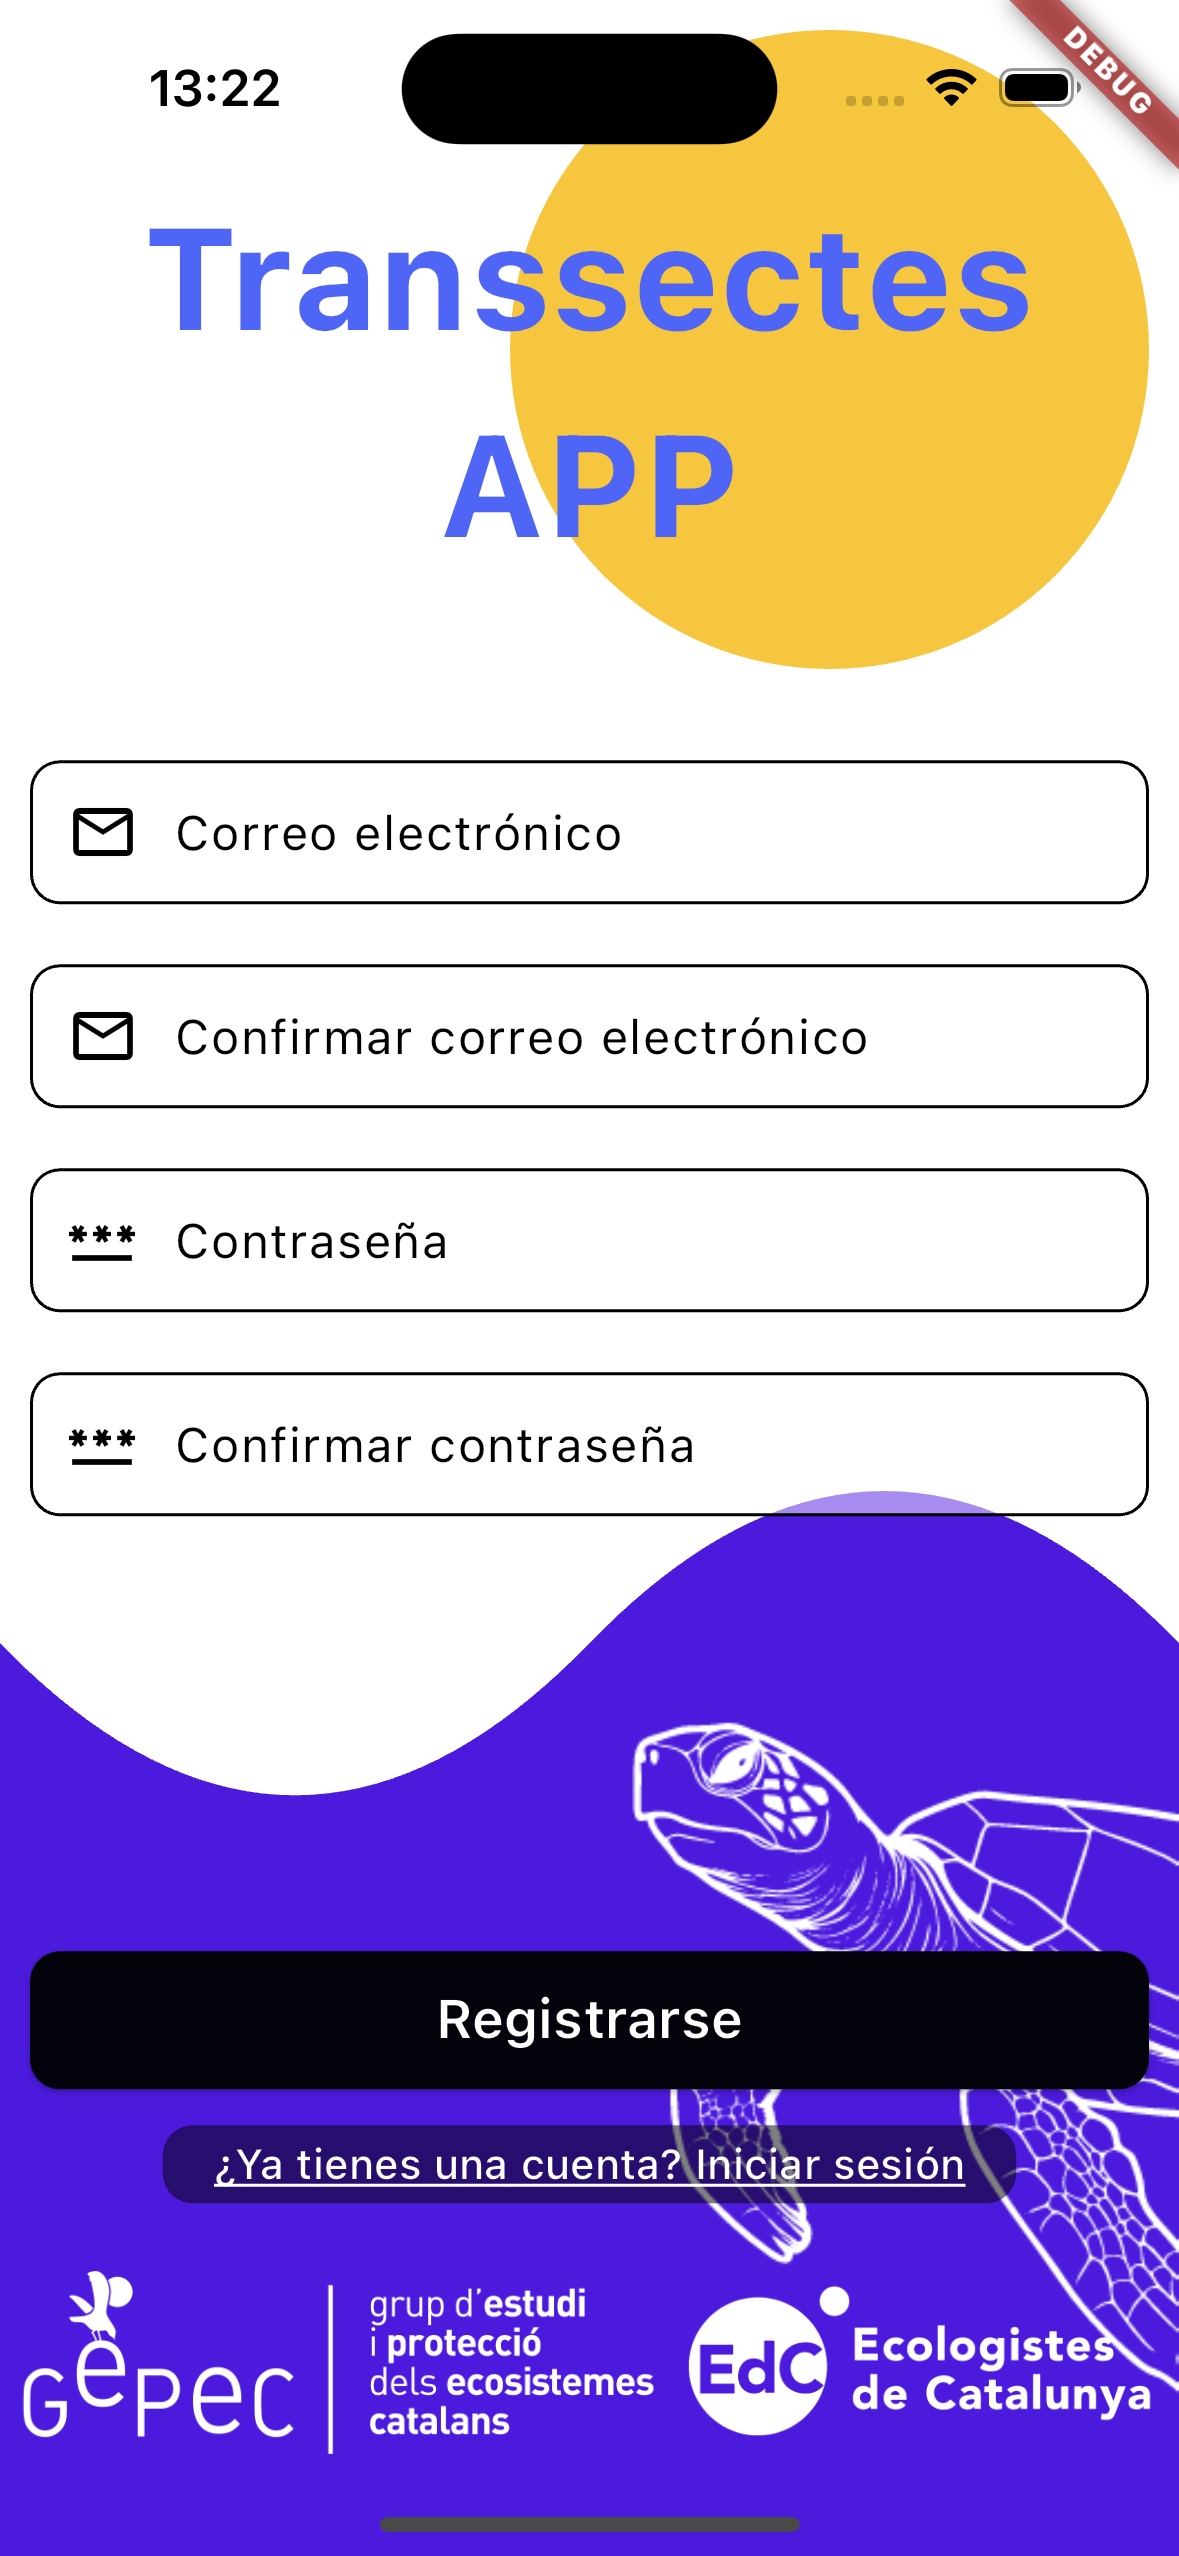 13:22
DEBUG
Transsectes
APP
Correo electrónico
Confirmar correo electrónico
*** Contraseña
*** Confirmar contraseña
Registrarse
¿Ya tienes una cuenta? Iniciar sesión
GePeC
grup d'estudi
i protecció
dels ecosistemes
catalans
EdC
Ecologistes
de Catalunya